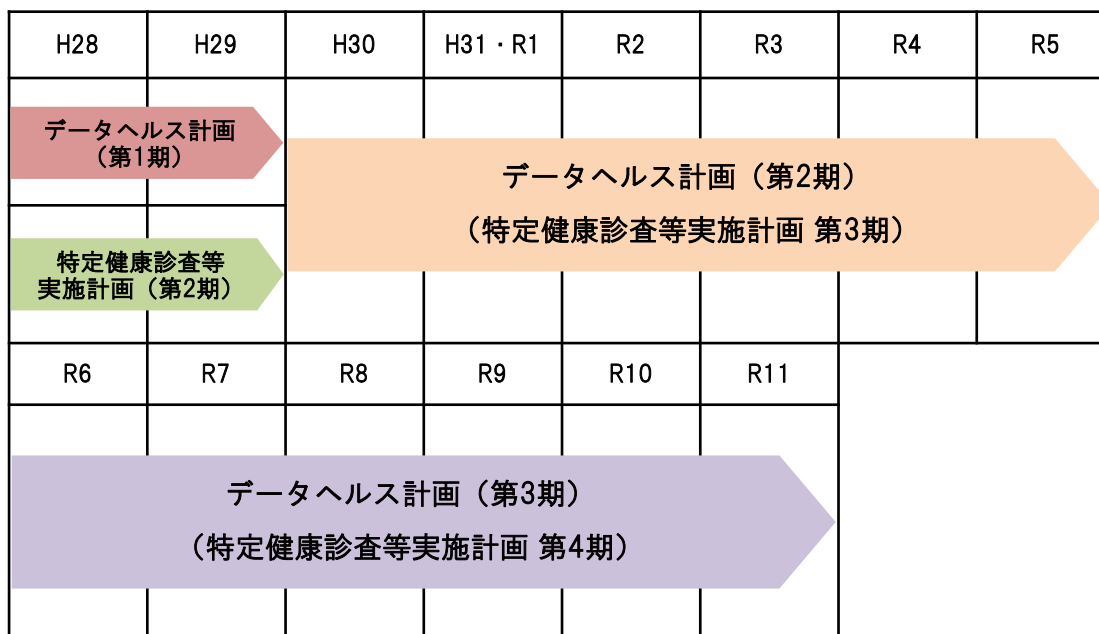 H28 H29 H30 H31・R1 R2 R3 R4 R5
データヘルス計画
（第1期）
データヘルス計画（第2期）
（特定健康診査等実施計画 第3期）
特定健康診査等
実施計画（第2期）
R6 R7 R8 R9 R10 R11
データヘルス計画（第3期）
（特定健康診査等実施計画 第4期）